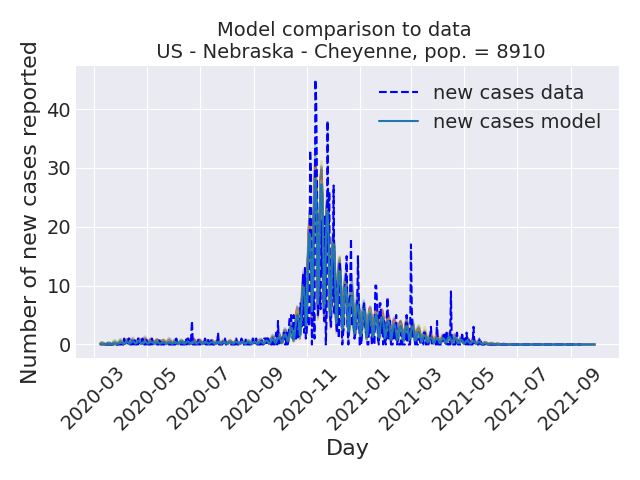 Model comparison to data
US - Nebraska - Cheyenne, pop. = 8910
Number of new cases reported
40
30
20
10
0
new cases data
new cases model
2020-03
2020-05
2020-07
2020-09
2020-11
2021-01
2021-03
2021-05
2021-07
2021-09
Day